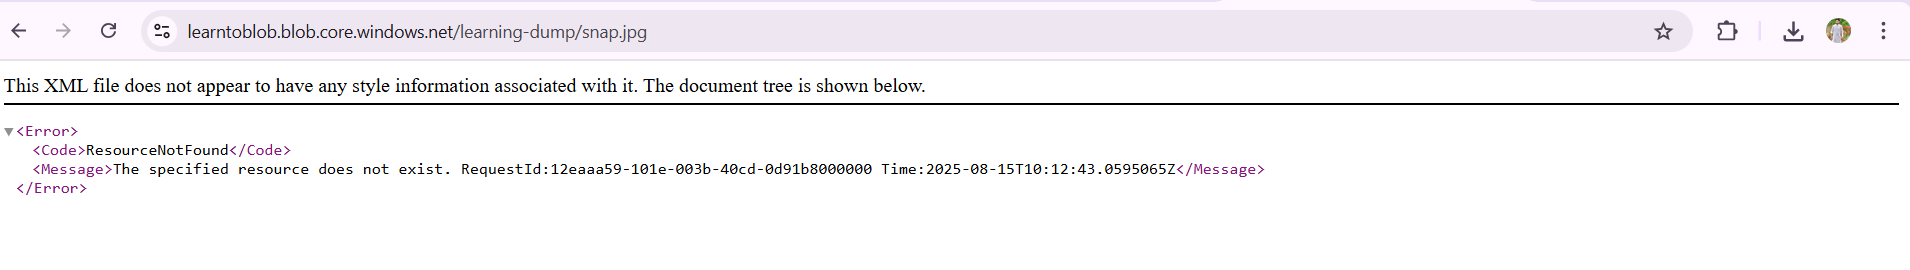 learntoblob.blob.core.windows.net/learning-dump/snap.jpg
This XML file does not appear to have any style information associated with it. The document tree is shown below.
▼<Error>
<Code>ResourceNotFound</Code>
<Message>The specified resource does not exist. RequestId:12eaaa59-101e-003b-40cd-0d91b8000000 Time:2025-08-15T10:12:43.0595065Z</Message>
</Error>